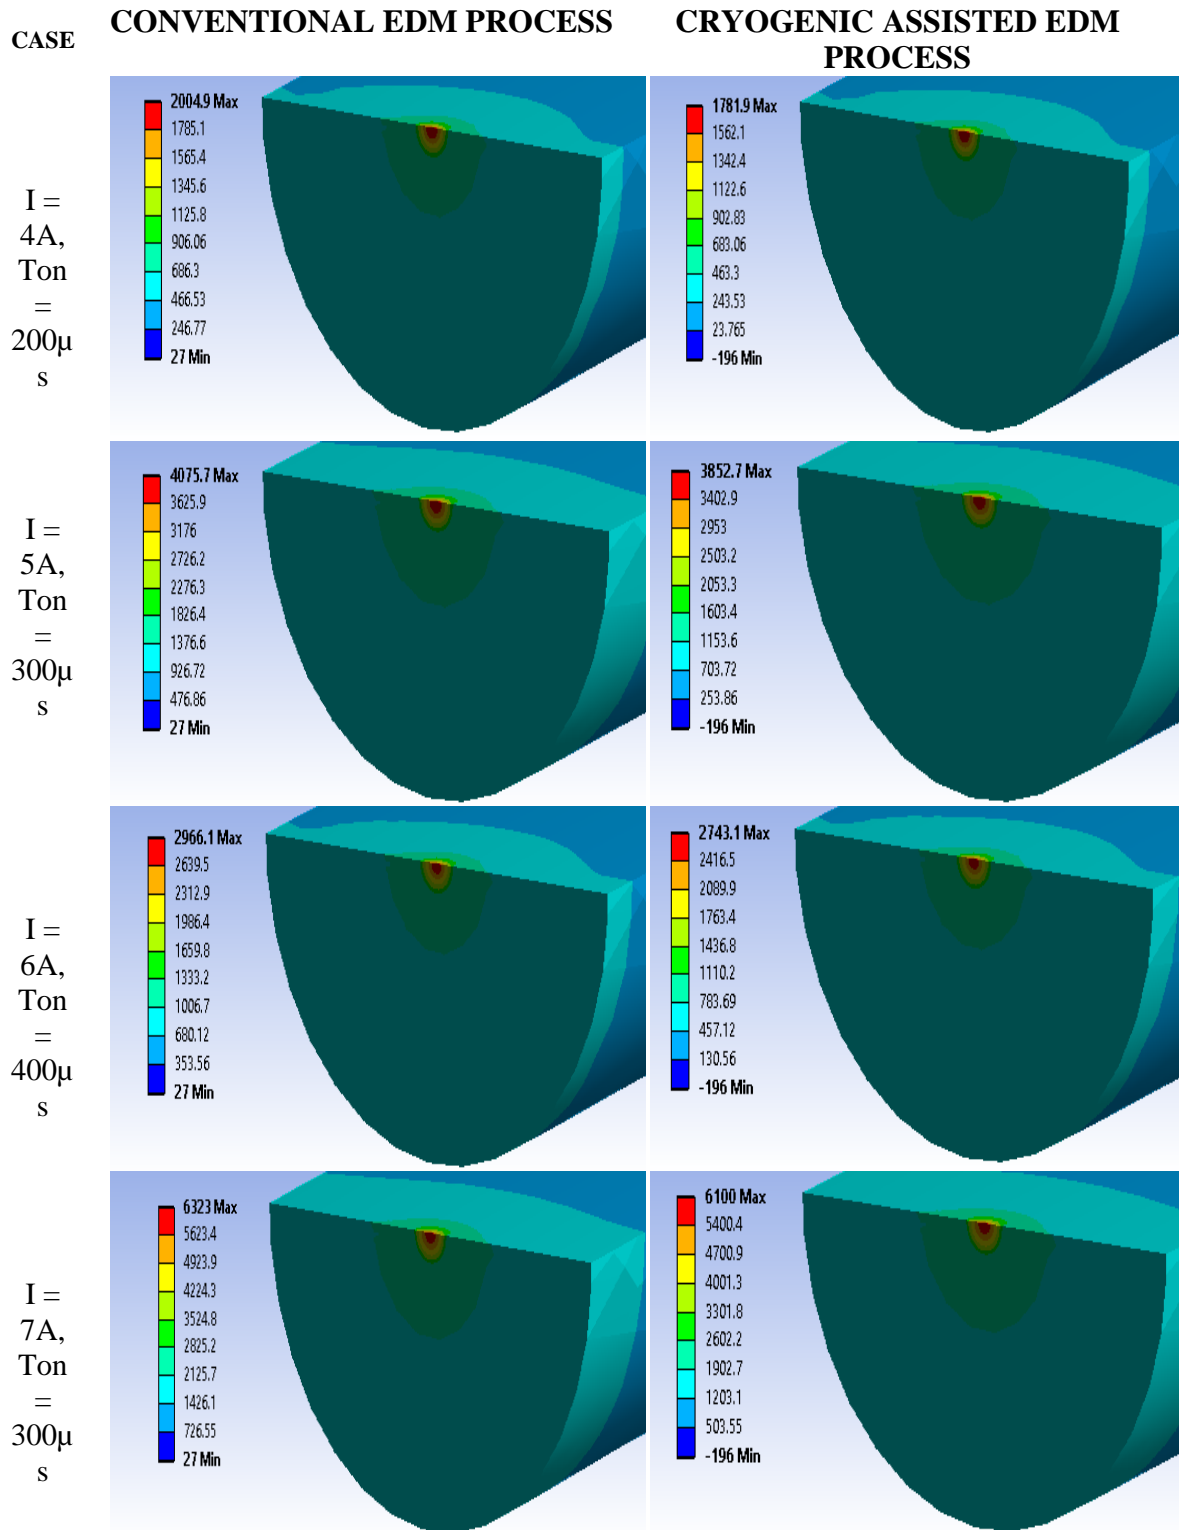 CASE
CONVENTIONAL EDM PROCESS
CRYOGENIC ASSISTED EDM
PROCESS
I =
4A,
Ton
=
200μ
s
2004.9 Max
1785.1
1565.4
1345.6
1125.8
906.06
686.3
466.53
246.77
27 Min
1781.9 Max
1562.1
1342.4
1122.6
902.83
683.06
463.3
243.53
23.765
-196 Min
I =
5A,
Ton
=
300μ
s
4075.7 Max
3625.9
3176
2726.2
2276.3
1826.4
1376.6
926.72
476.86
27 Min
3852.7 Max
3402.9
2953
2503.2
2053.3
1603.4
1153.6
703.72
253.86
-196 Min
I =
6A,
Ton
=
400μ
s
2966.1 Max
2639.5
2312.9
1986.4
1659.8
1333.2
1006.7
680.12
353.56
27 Min
2743.1 Max
2416.5
2089.9
1763.4
1436.8
1110.2
783.69
457.12
130.56
-196 Min
I =
7A,
Ton
=
300μ
s
6323 Max
5623.4
4923.9
4224.3
3524.8
2825.2
2125.7
1426.1
726.55
27 Min
6100 Max
5400.4
4700.9
4001.3
3301.8
2602.2
1902.7
1203.1
503.55
-196 Min